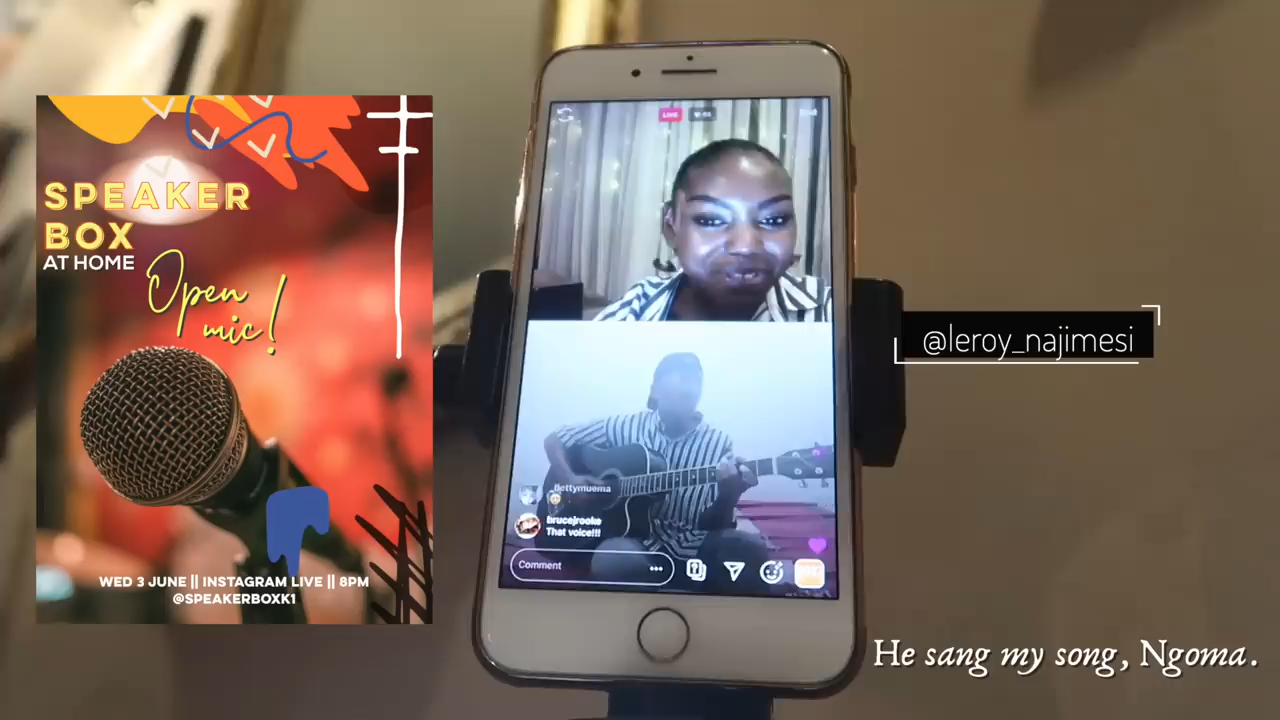 SPEAKER
BOX
AT HOME
Open
mic!
WED 3 JUNE || INSTAGRAM LIVE || 8PM
@SPEAKERBOXK1
LIVE
bettymuema
brucejrooke
That voice!!!
Comment
@leroy_najimesi
He sang my song, Ngoma.